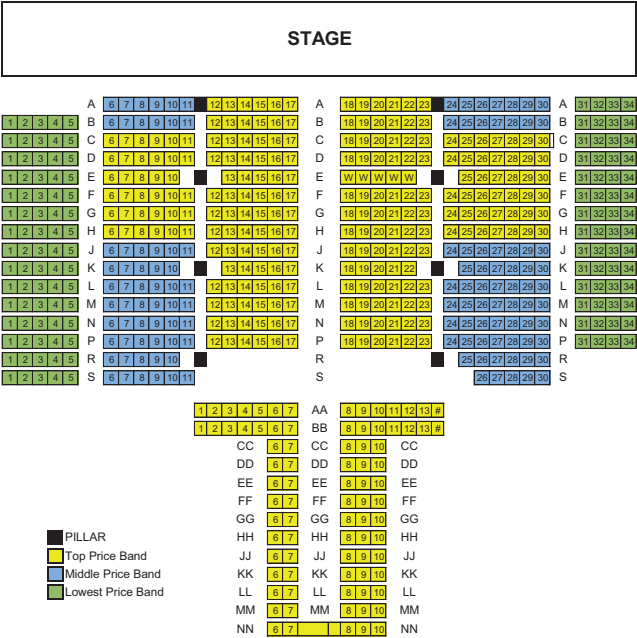 STAGE
A 6 7 8 9 10 11 12 13 14 15 16 17 A 18 19 20 21 22 23 24 25 26 27 28 29 30 A 31 32 33 34
1 2 3 4 5 B 6 7 8 9 10 11 12 13 14 15 16 17 B 18 19 20 21 22 23 24 25 26 27 28 29 30 B 31 32 33 34
1 2 3 4 5 C 6 7 8 9 10 11 12 13 14 15 16 17 C 18 19 20 21 22 23 24 25 26 27 28 29 30 C 31 32 33 34
1 2 3 4 5 D 6 7 8 9 10 11 12 13 14 15 16 17 D 18 19 20 21 22 23 24 25 26 27 28 29 30 D 31 32 33 34
1 2 3 4 5 E 6 7 8 9 10 13 14 15 16 17 E W W W W W 25 26 27 28 29 30 E 31 32 33 34
1 2 3 4 5 F 6 7 8 9 10 11 12 13 14 15 16 17 F 18 19 20 21 22 23 24 25 26 27 28 29 30 F 31 32 33 34
1 2 3 4 5 G 6 7 8 9 10 11 12 13 14 15 16 17 G 18 19 20 21 22 23 24 25 26 27 28 29 30 G 31 32 33 34
1 2 3 4 5 H 6 7 8 9 10 11 12 13 14 15 16 17 H 18 19 20 21 22 23 24 25 26 27 28 29 30 H 31 32 33 34
1 2 3 4 5 J 6 7 8 9 10 11 12 13 14 15 16 17 J 18 19 20 21 22 23 24 25 26 27 28 29 30 J 31 32 33 34
1 2 3 4 5 K 6 7 8 9 10 13 14 15 16 17 K 18 19 20 21 22 25 26 27 28 29 30 K 31 32 33 34
1 2 3 4 5 L 6 7 8 9 10 11 12 13 14 15 16 17 L 18 19 20 21 22 23 24 25 26 27 28 29 30 L 31 32 33 34
1 2 3 4 5 M 6 7 8 9 10 11 12 13 14 15 16 17 M 18 19 20 21 22 23 24 25 26 27 28 29 30 M 31 32 33 34
1 2 3 4 5 N 6 7 8 9 10 11 12 13 14 15 16 17 N 18 19 20 21 22 23 24 25 26 27 28 29 30 N 31 32 33 34
1 2 3 4 5 P 6 7 8 9 10 11 12 13 14 15 16 17 P 18 19 20 21 22 23 24 25 26 27 28 29 30 P 31 32 33 34
1 2 3 4 5 R 6 7 8 9 10 R 25 26 27 28 29 30 R
1 2 3 4 5 S 6 7 8 9 10 11 S 26 27 28 29 30 S
1 2 3 4 5 6 7 AA 8 9 10 11 12 13 #
1 2 3 4 5 6 7 BB 8 9 10 11 12 13 #
CC 6 7 CC 8 9 10 CC
DD 6 7 DD 8 9 10 DD
EE 6 7 EE 8 9 10 EE
FF 6 7 FF 8 9 10 FF
GG 6 7 GG 8 9 10 GG
HH 6 7 HH 8 9 10 HH
JJ 6 7 JJ 8 9 10 JJ
KK 6 7 KK 8 9 10 KK
LL 6 7 LL 8 9 10 LL
MM 6 7 MM 8 9 10 MM
NN 6 7 8 9 10 NN
PILLAR
Top Price Band
Middle Price Band
Lowest Price Band